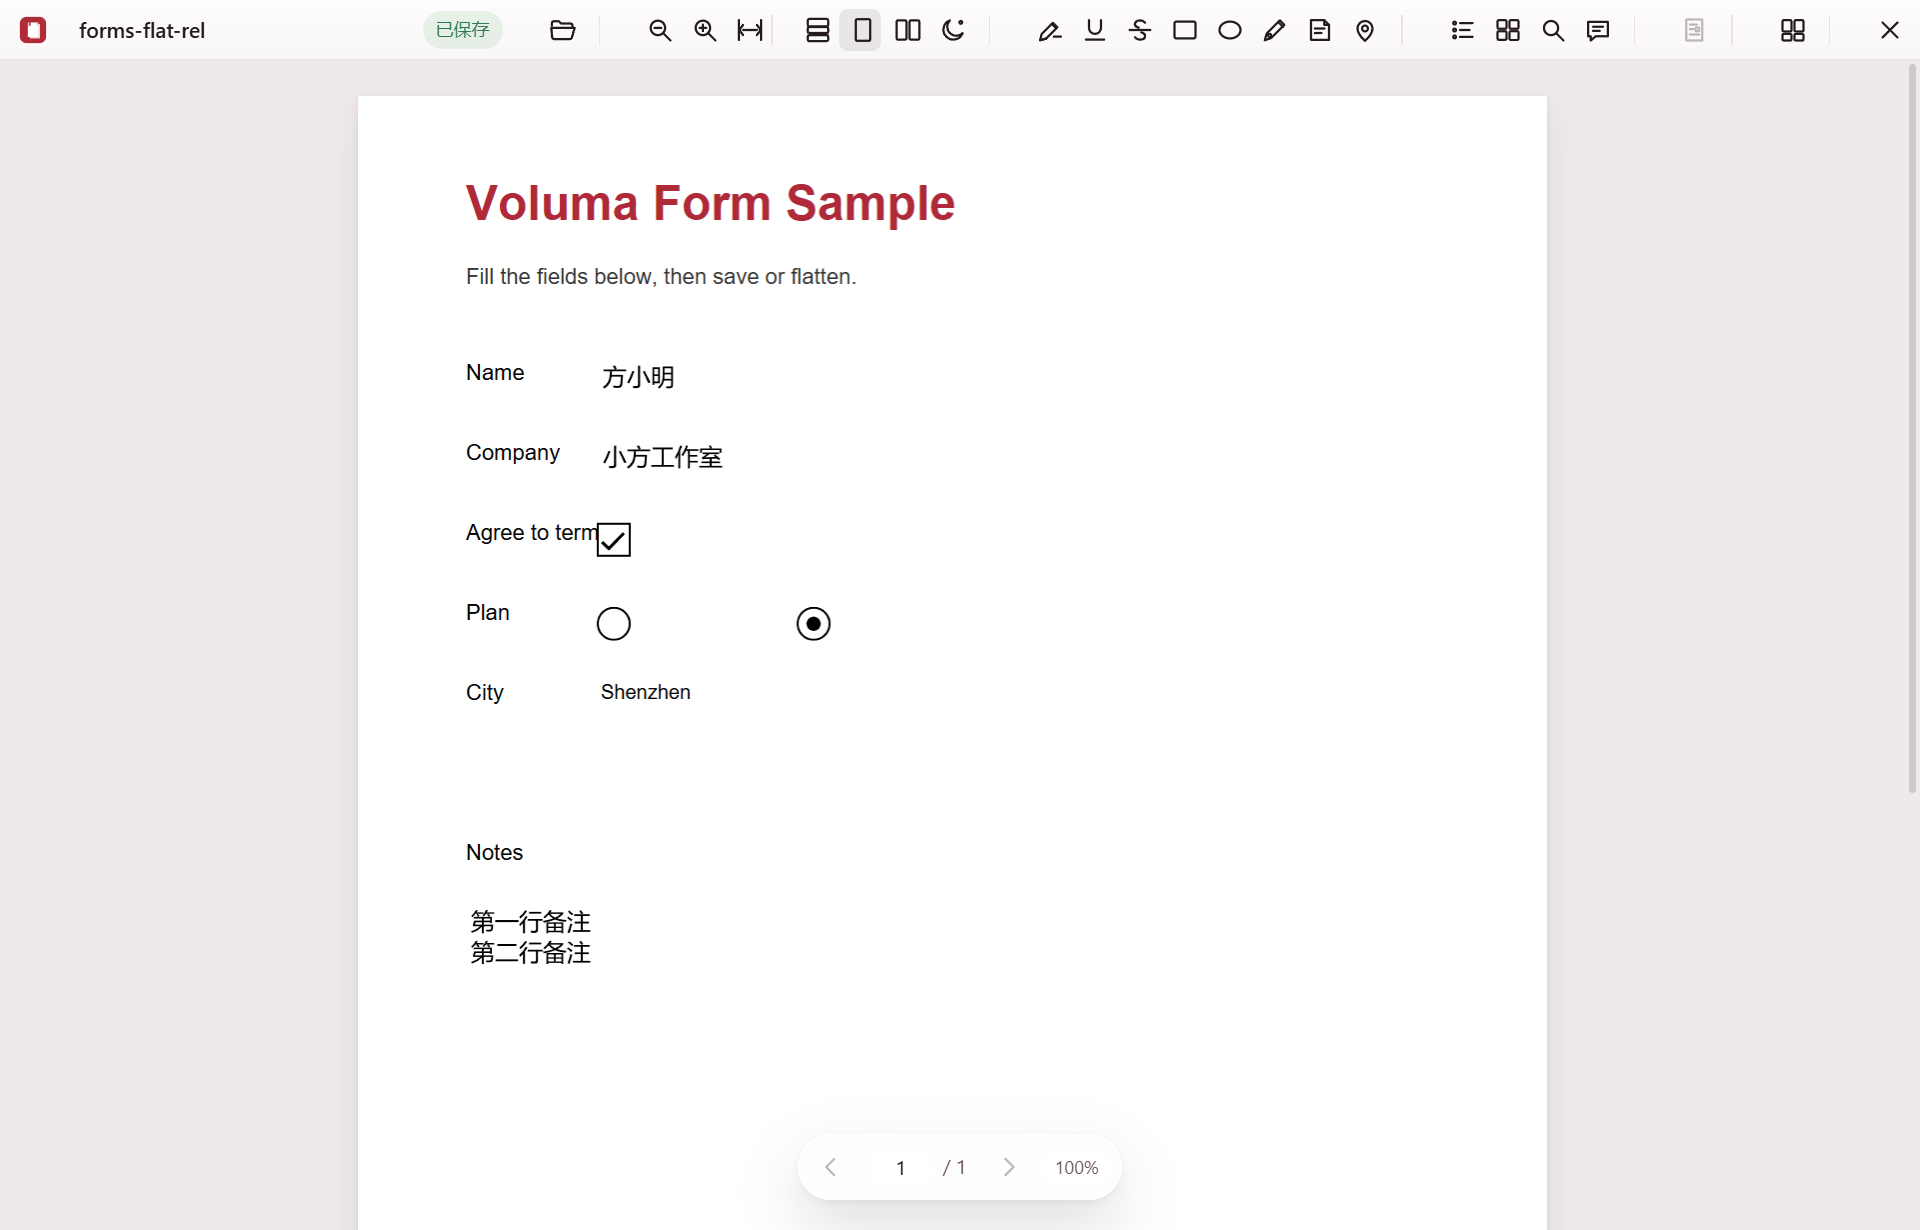 forms-flat-rel 已保存
Voluma Form Sample
Fill the fields below, then save or flatten.
Name 方小明
Company 小方工作室
Agree to term
Plan
City Shenzhen
Notes
第一行备注
第二行备注
1 / 1 100%